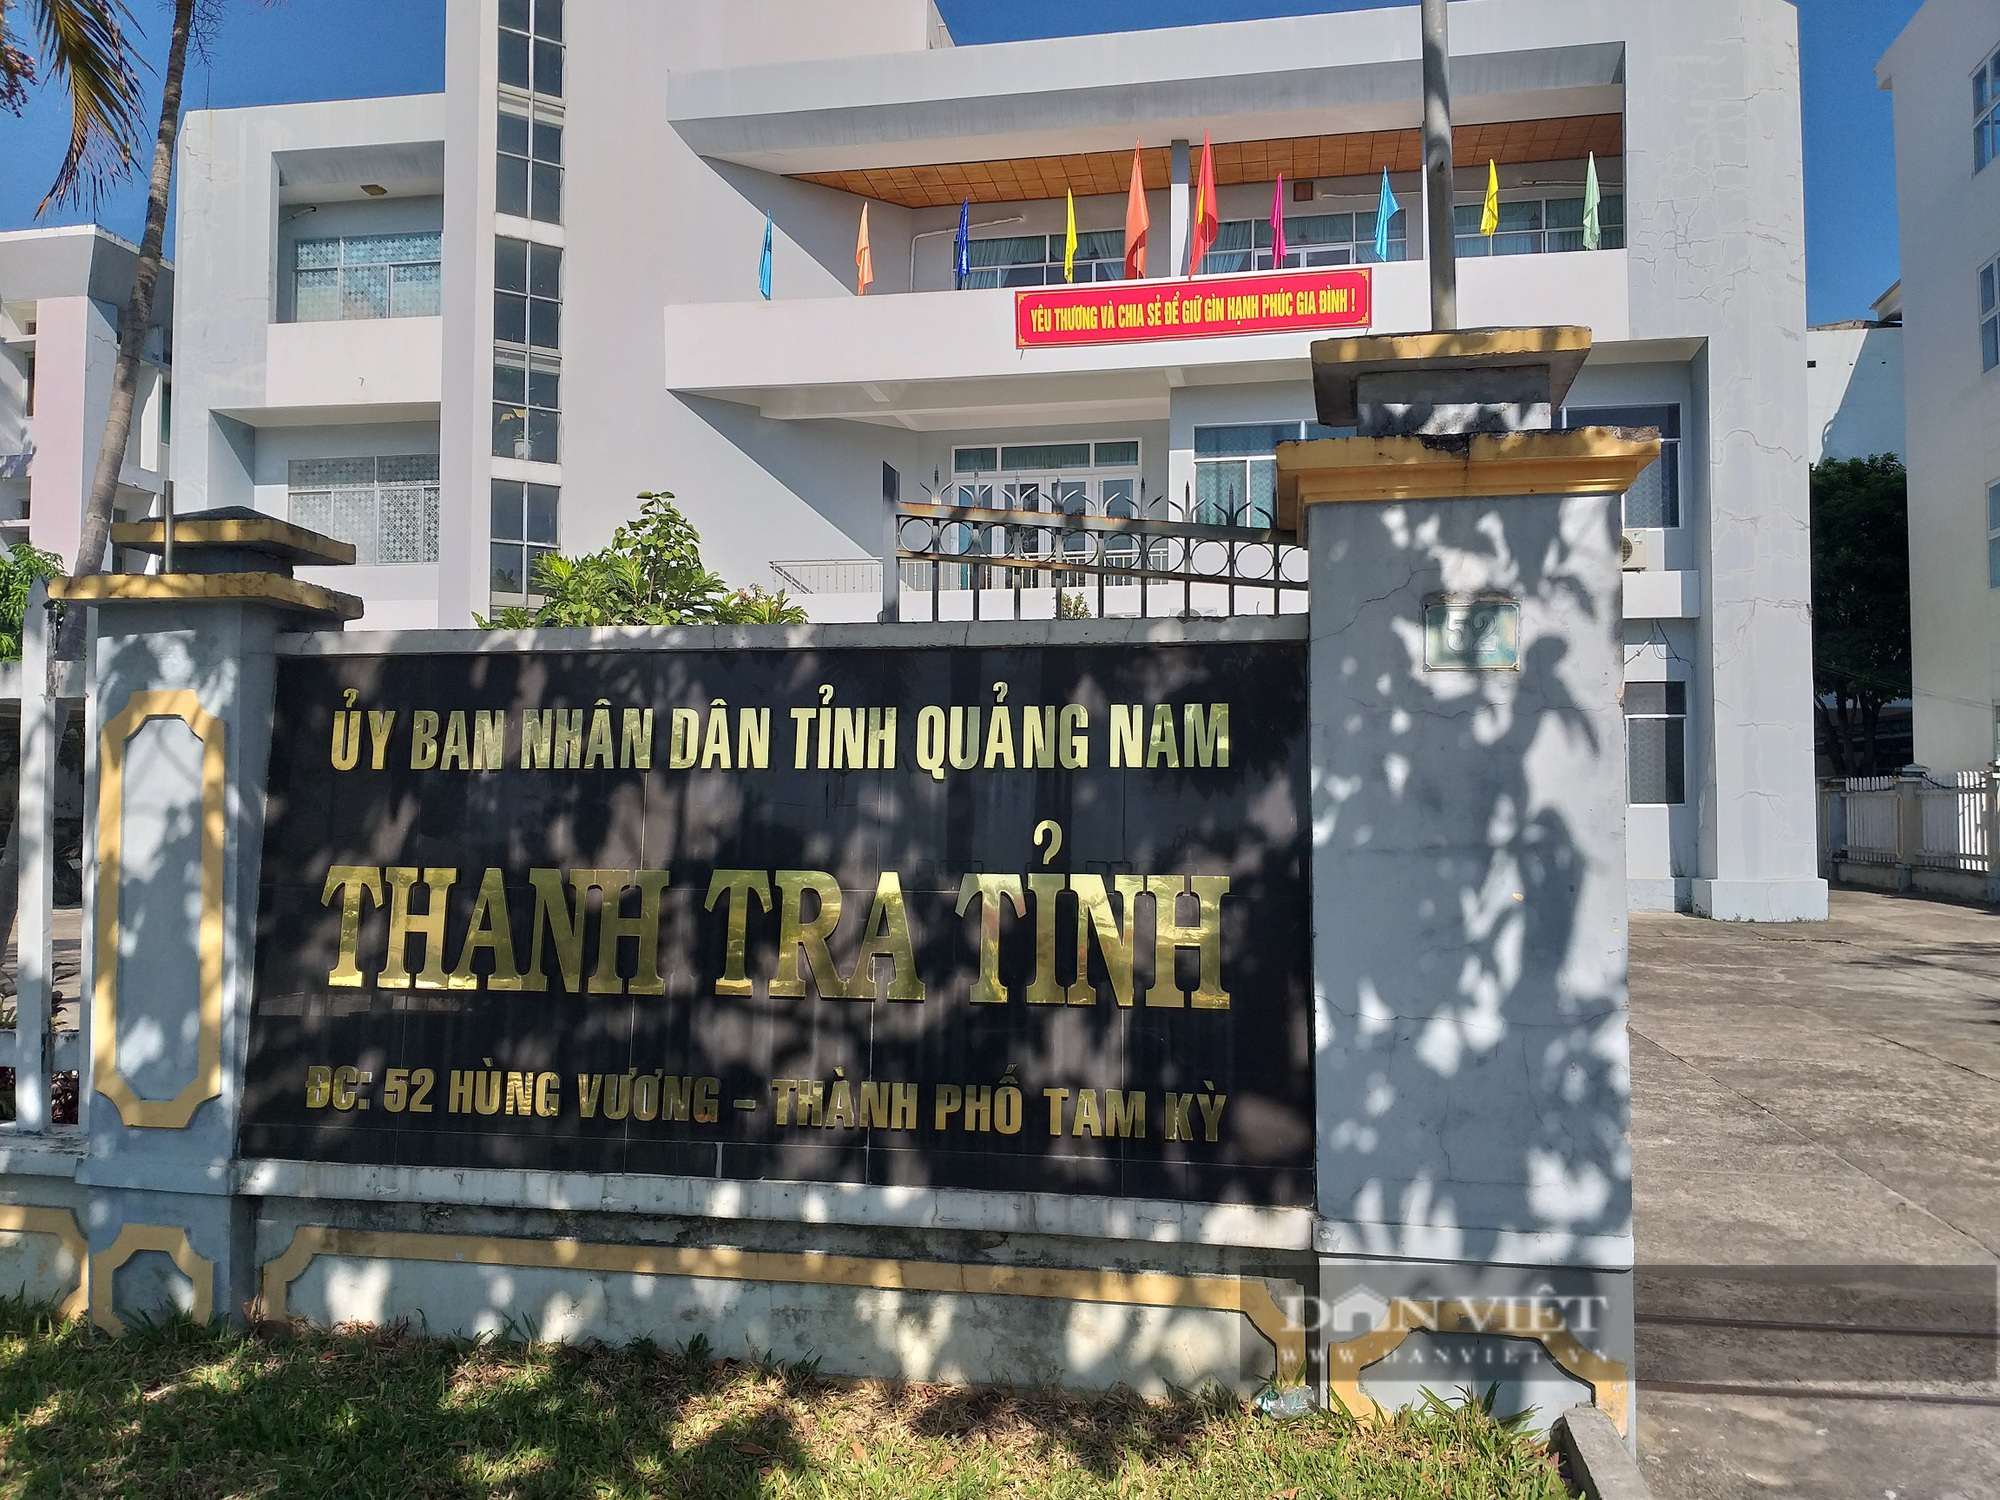 YÊU THƯƠNG VÀ CHIA SẺ ĐỂ GIỮ GÌN HẠNH PHÚC GIA ĐÌNH !
52
ỦY BAN NHÂN DÂN TỈNH QUẢNG NAM
THANH TRA TỈNH
ĐC: 52 HÙNG VƯƠNG – THÀNH PHỐ TAM KỲ
DÂN VIỆT
WWW.DANVIET.VN